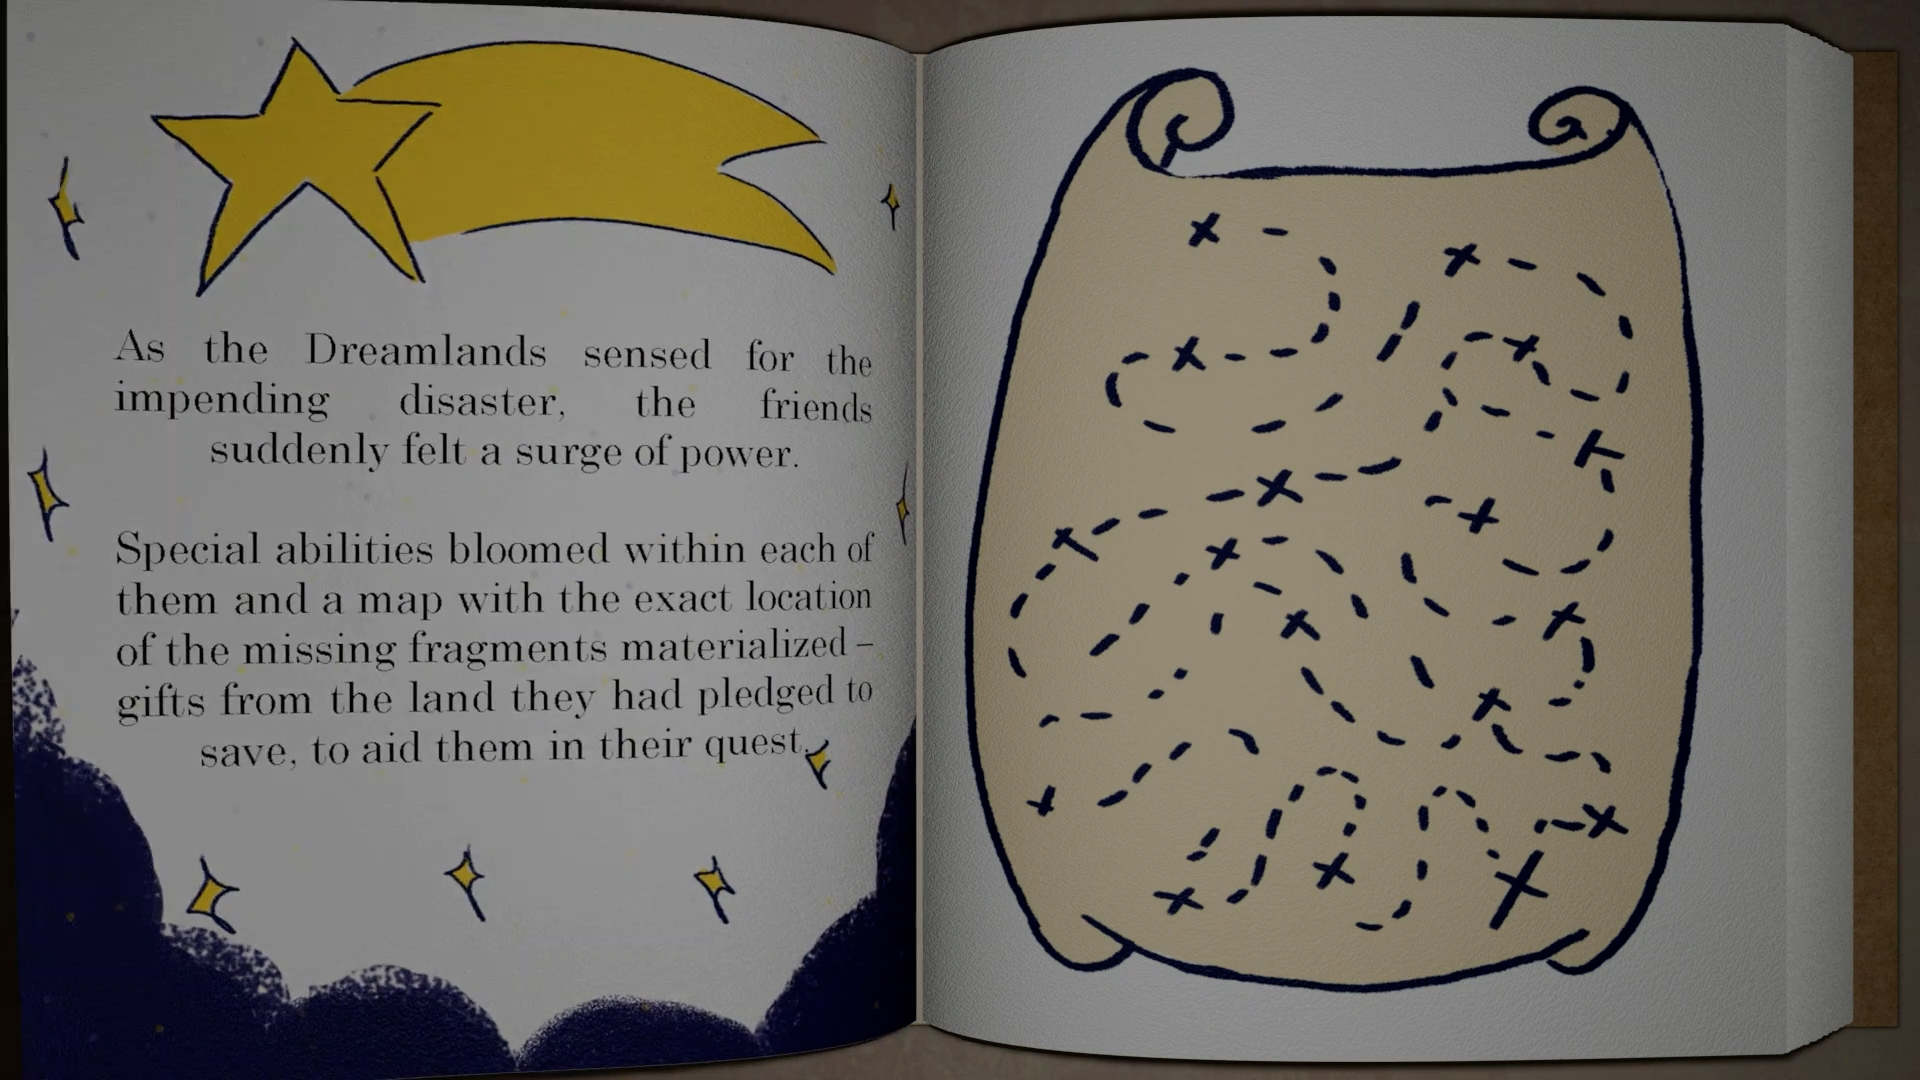 As the Dreamlands sensed for the
impending disaster, the friends
suddenly felt a surge of power.
Special abilities bloomed within each of
them and a map with the exact location
of the missing fragments materialized –
gifts from the land they had pledged to
save, to aid them in their quest.